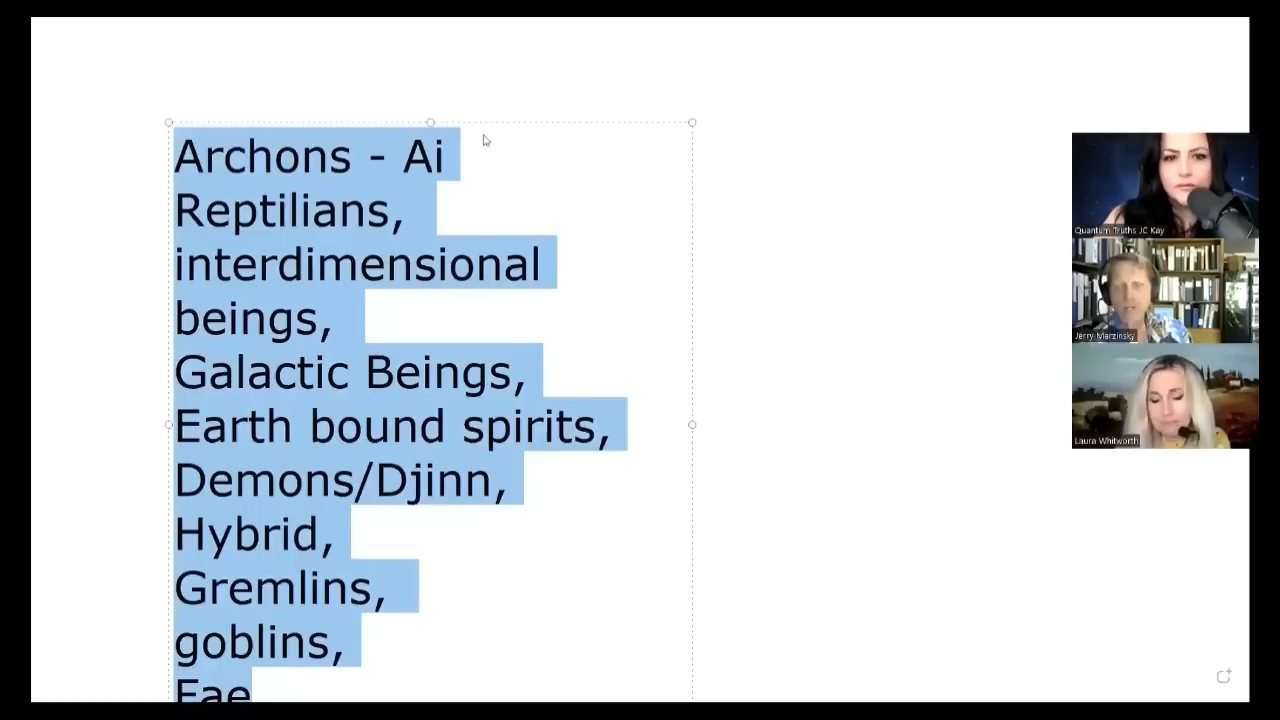 Archons - Ai
Reptilians,
interdimensional
beings,
Galactic Beings,
Earth bound spirits,
Demons/Djinn,
Hybrid,
Gremlins,
goblins,
Fae
Quantum Truths JC Kay
Jerry Marzinsky
Laura Whitworth